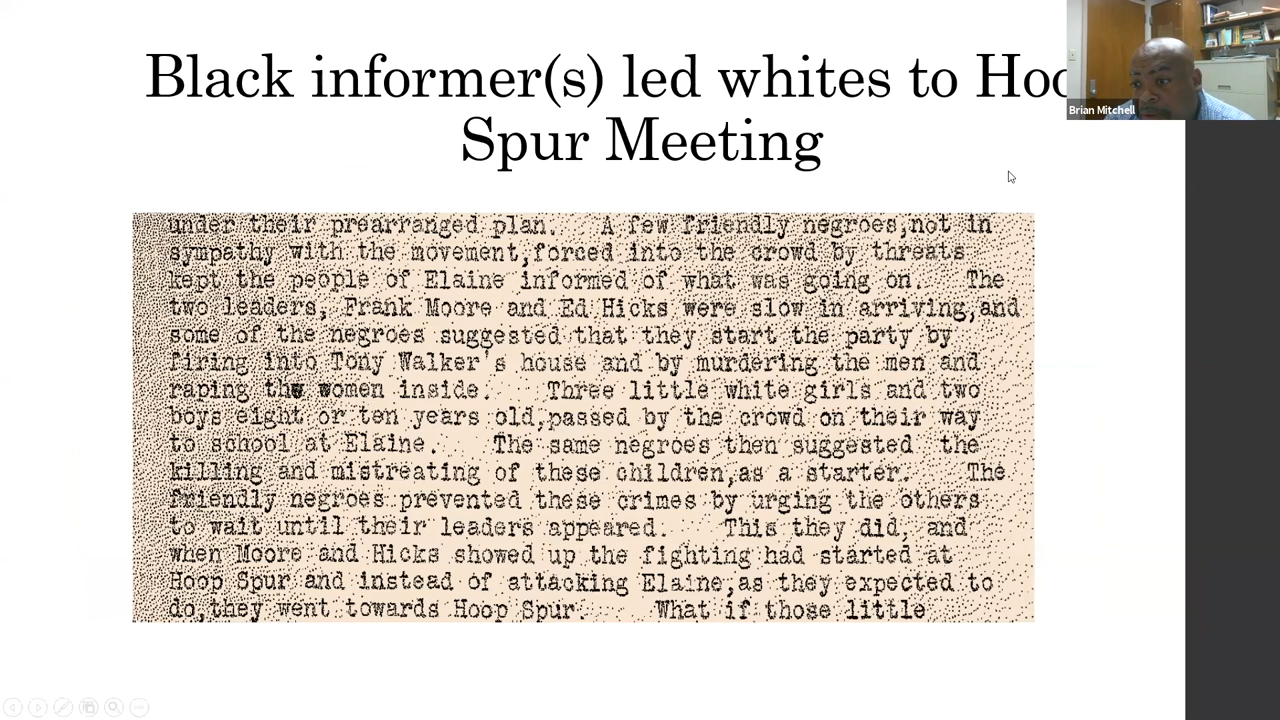 Black informer(s) led whites to Hoo
Spur Meeting
Brian Mitchell
under their prearranged plan. A few friendly negroes,not in
sympathy with the movement,forced into the crowd by threats
kept the people of Elaine informed of what was going on. The
two leaders, Frank Moore and Ed Hicks were slow in arriving,and
some of the negroes suggested that they start the party by
firing into Tony Walker's house and by murdering the men and
raping the women inside. Three little white girls and two
boys eight or ten years old,passed by the crowd on their way
to school at Elaine. The same negroes then suggested the
killing and mistreating of these children,as a starter. The
friendly negroes prevented these crimes by urging the others
to wait until their leaders appeared. This they did, and
when Moore and Hicks showed up the fighting had started at
Hoop Spur and instead of attacking Elaine,as they expected to
do,they went towards Hoop Spur. What if those little